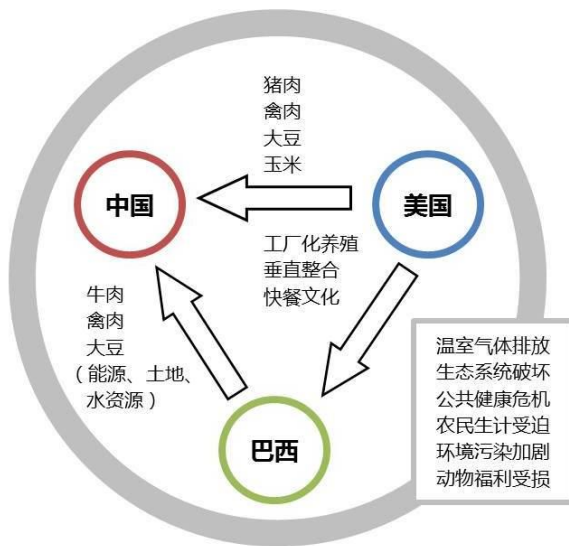 猪肉
禽肉
大豆
玉米
中国
美国
工厂化养殖
垂直整合
快餐文化
牛肉
禽肉
大豆
（能源、土地、
水资源）
巴西
温室气体排放
生态系统破坏
公共健康危机
农民生计受迫
环境污染加剧
动物福利受损